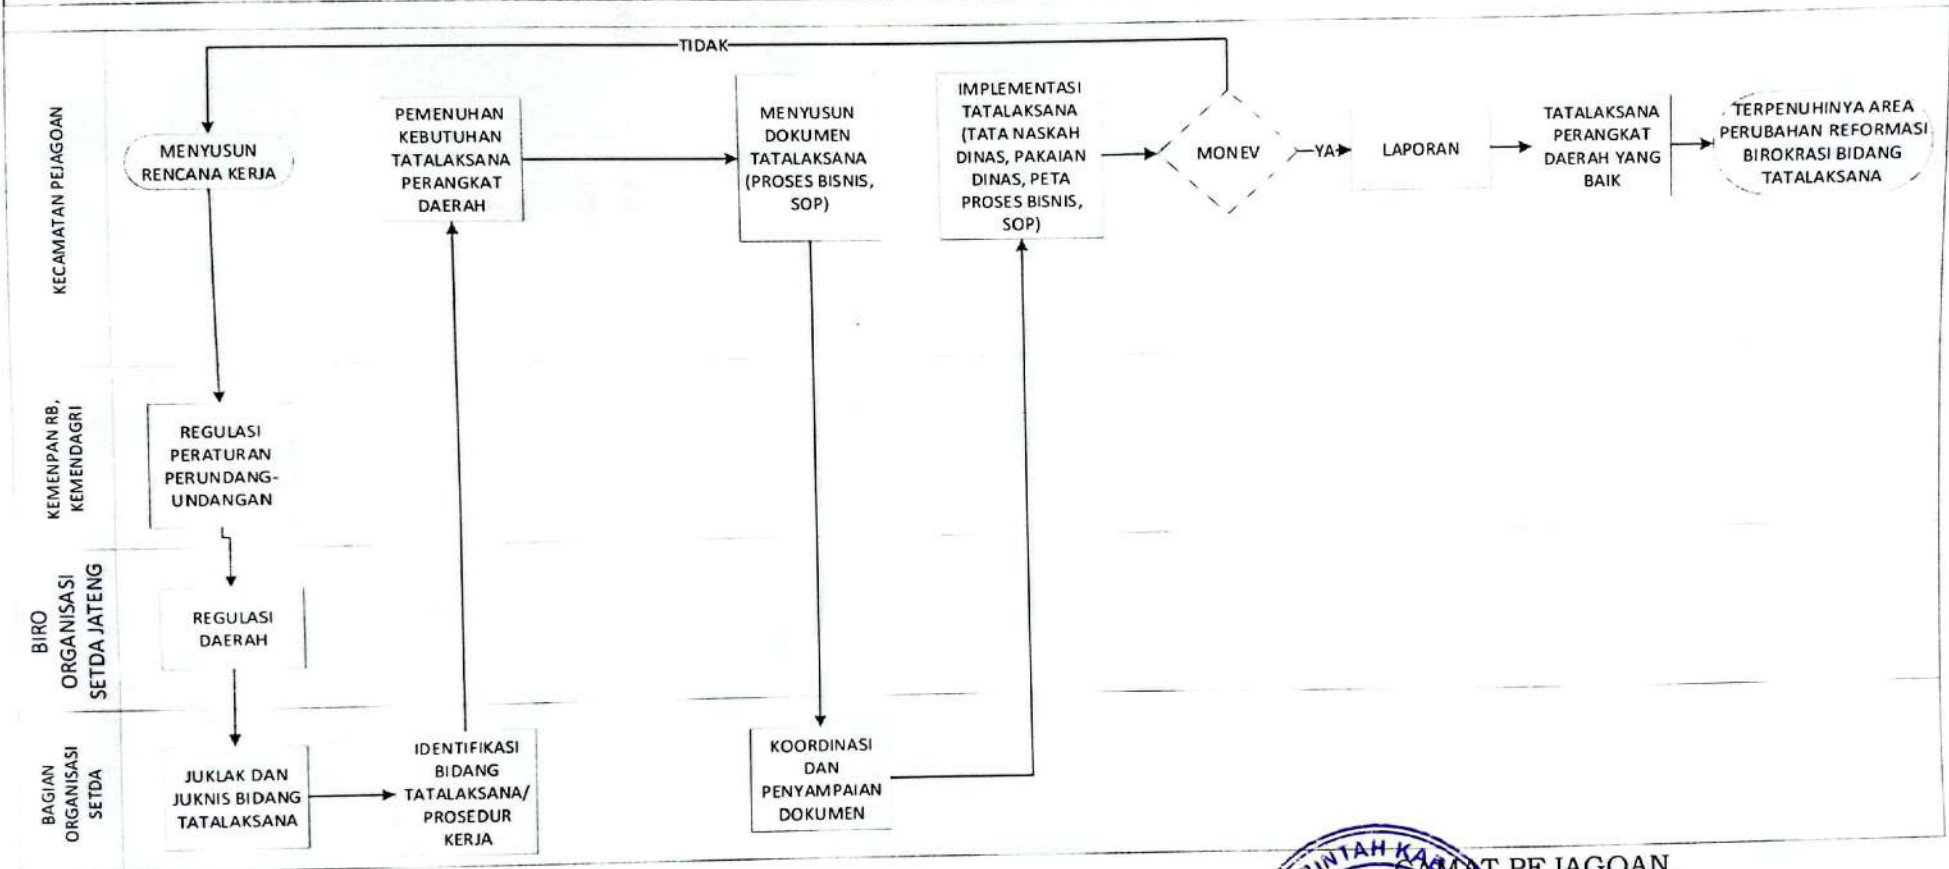 TIDAK
KECAMATAN PEJAGOAN
MENYUSUN
RENCANA KERJA
PEMENUHAN
KEBUTUHAN
TATALAKSANA
PERANGKAT
DAERAH
MENYUSUN
DOKUMEN
TATALAKSANA
(PROSES BISNIS,
SOP)
IMPLEMENTASI
TATALAKSANA
(TATA NASKAH
DINAS, PAKAIAN
DINAS, PETA
PROSES BISNIS,
SOP)
MONEV
YA
LAPORAN
TATALAKSANA
PERANGKAT
DAERAH YANG
BAIK
TERPENUHINYA AREA
PERUBAHAN REFORMASI
BIROKRASI BIDANG
TATALAKSANA
KEMENPAN RB,
KEMENDAGRI
REGULASI
PERATURAN
PERUNDANG-
UNDANGAN
BIRO
ORGANISASI
SETDA JATENG
REGULASI
DAERAH
BAGIAN
ORGANISASI
SETDA
JUKLAK DAN
JUKNIS BIDANG
TATALAKSANA
IDENTIFIKASI
BIDANG
TATALAKSANA/
PROSEDUR
KERJA
KOORDINASI
DAN
PENYAMPAIAN
DOKUMEN
CAMAT PEJAGOAN